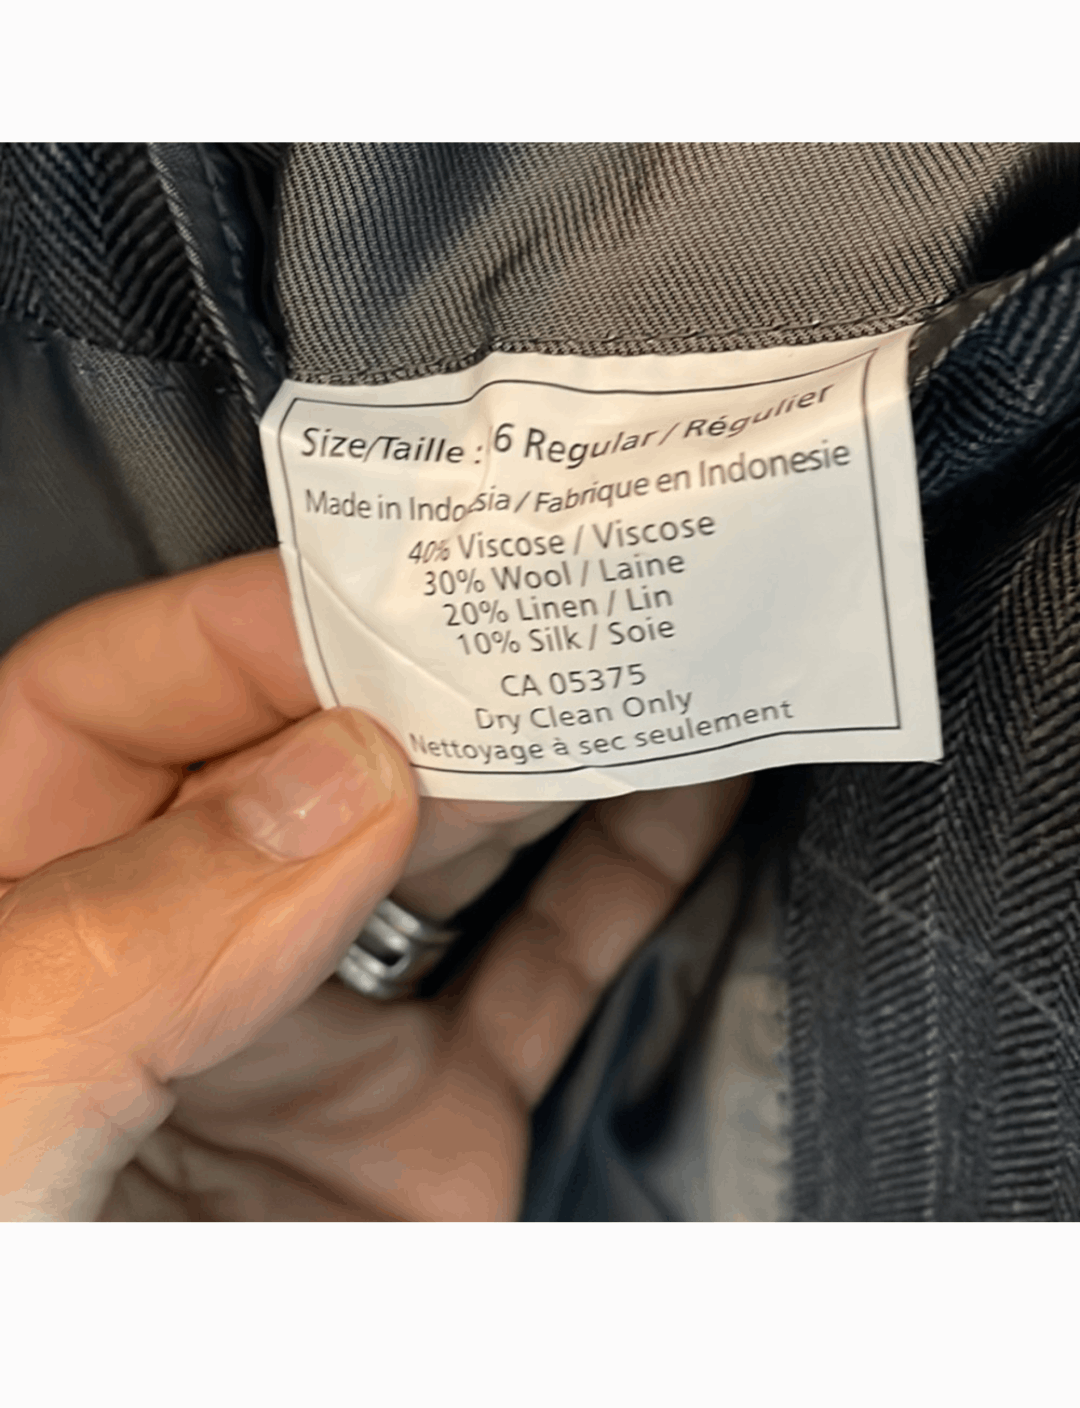 Size/Taille : 6 Regular / Régulier
Made in Indosia / Fabrique en Indonesie
40% Viscose / Viscose
30% Wool / Laine
20% Linen / Lin
10% Silk / Soie
CA 05375
Dry Clean Only
Nettoyage à sec seulement